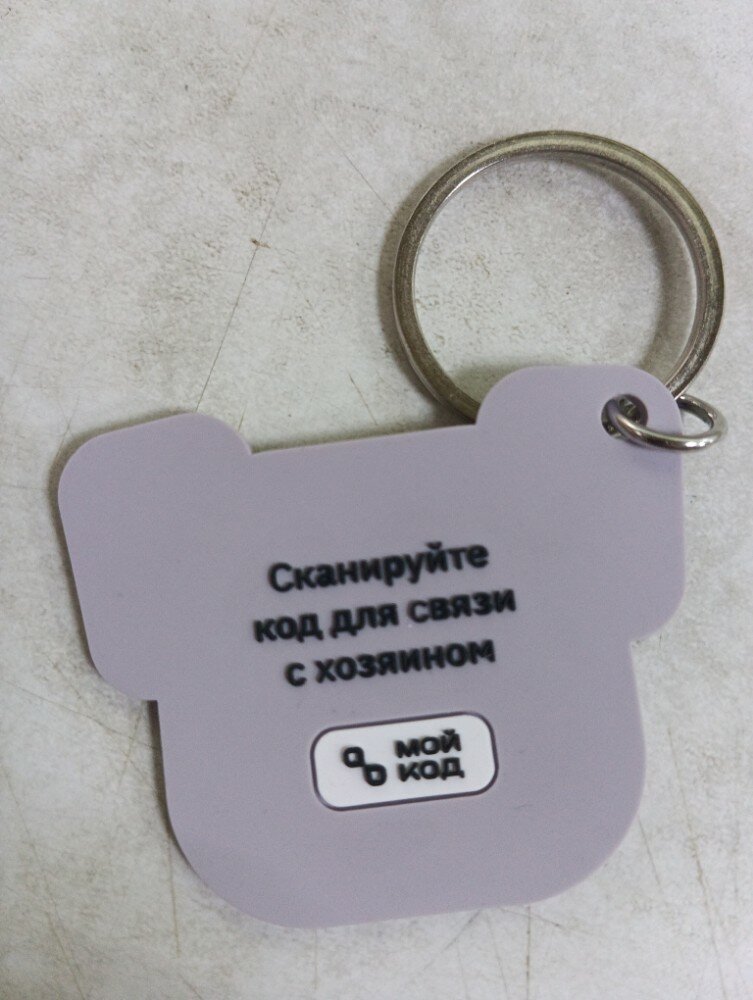 Сканируйте
код для связи
с хозяином
мой
код